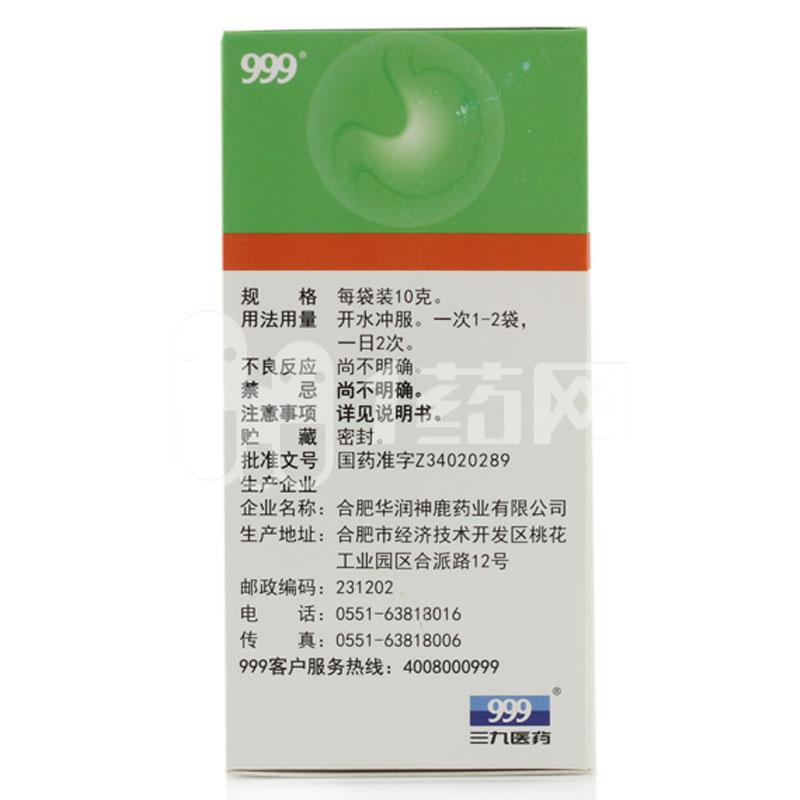 999®
规 格 每袋装10克。
用法用量 开水冲服。一次1-2袋，
一日2次。
不良反应 尚不明确。
禁 忌 尚不明确。
注意事项 详见说明书。
贮 藏 密封。
批准文号 国药准字Z34020289
生产企业
企业名称：合肥华润神鹿药业有限公司
生产地址：合肥市经济技术开发区桃花
工业园区合派路12号
邮政编码：231202
电 话：0551-63818016
传 真：0551-63818006
999客户服务热线：4008000999
999®
三九医药
药网